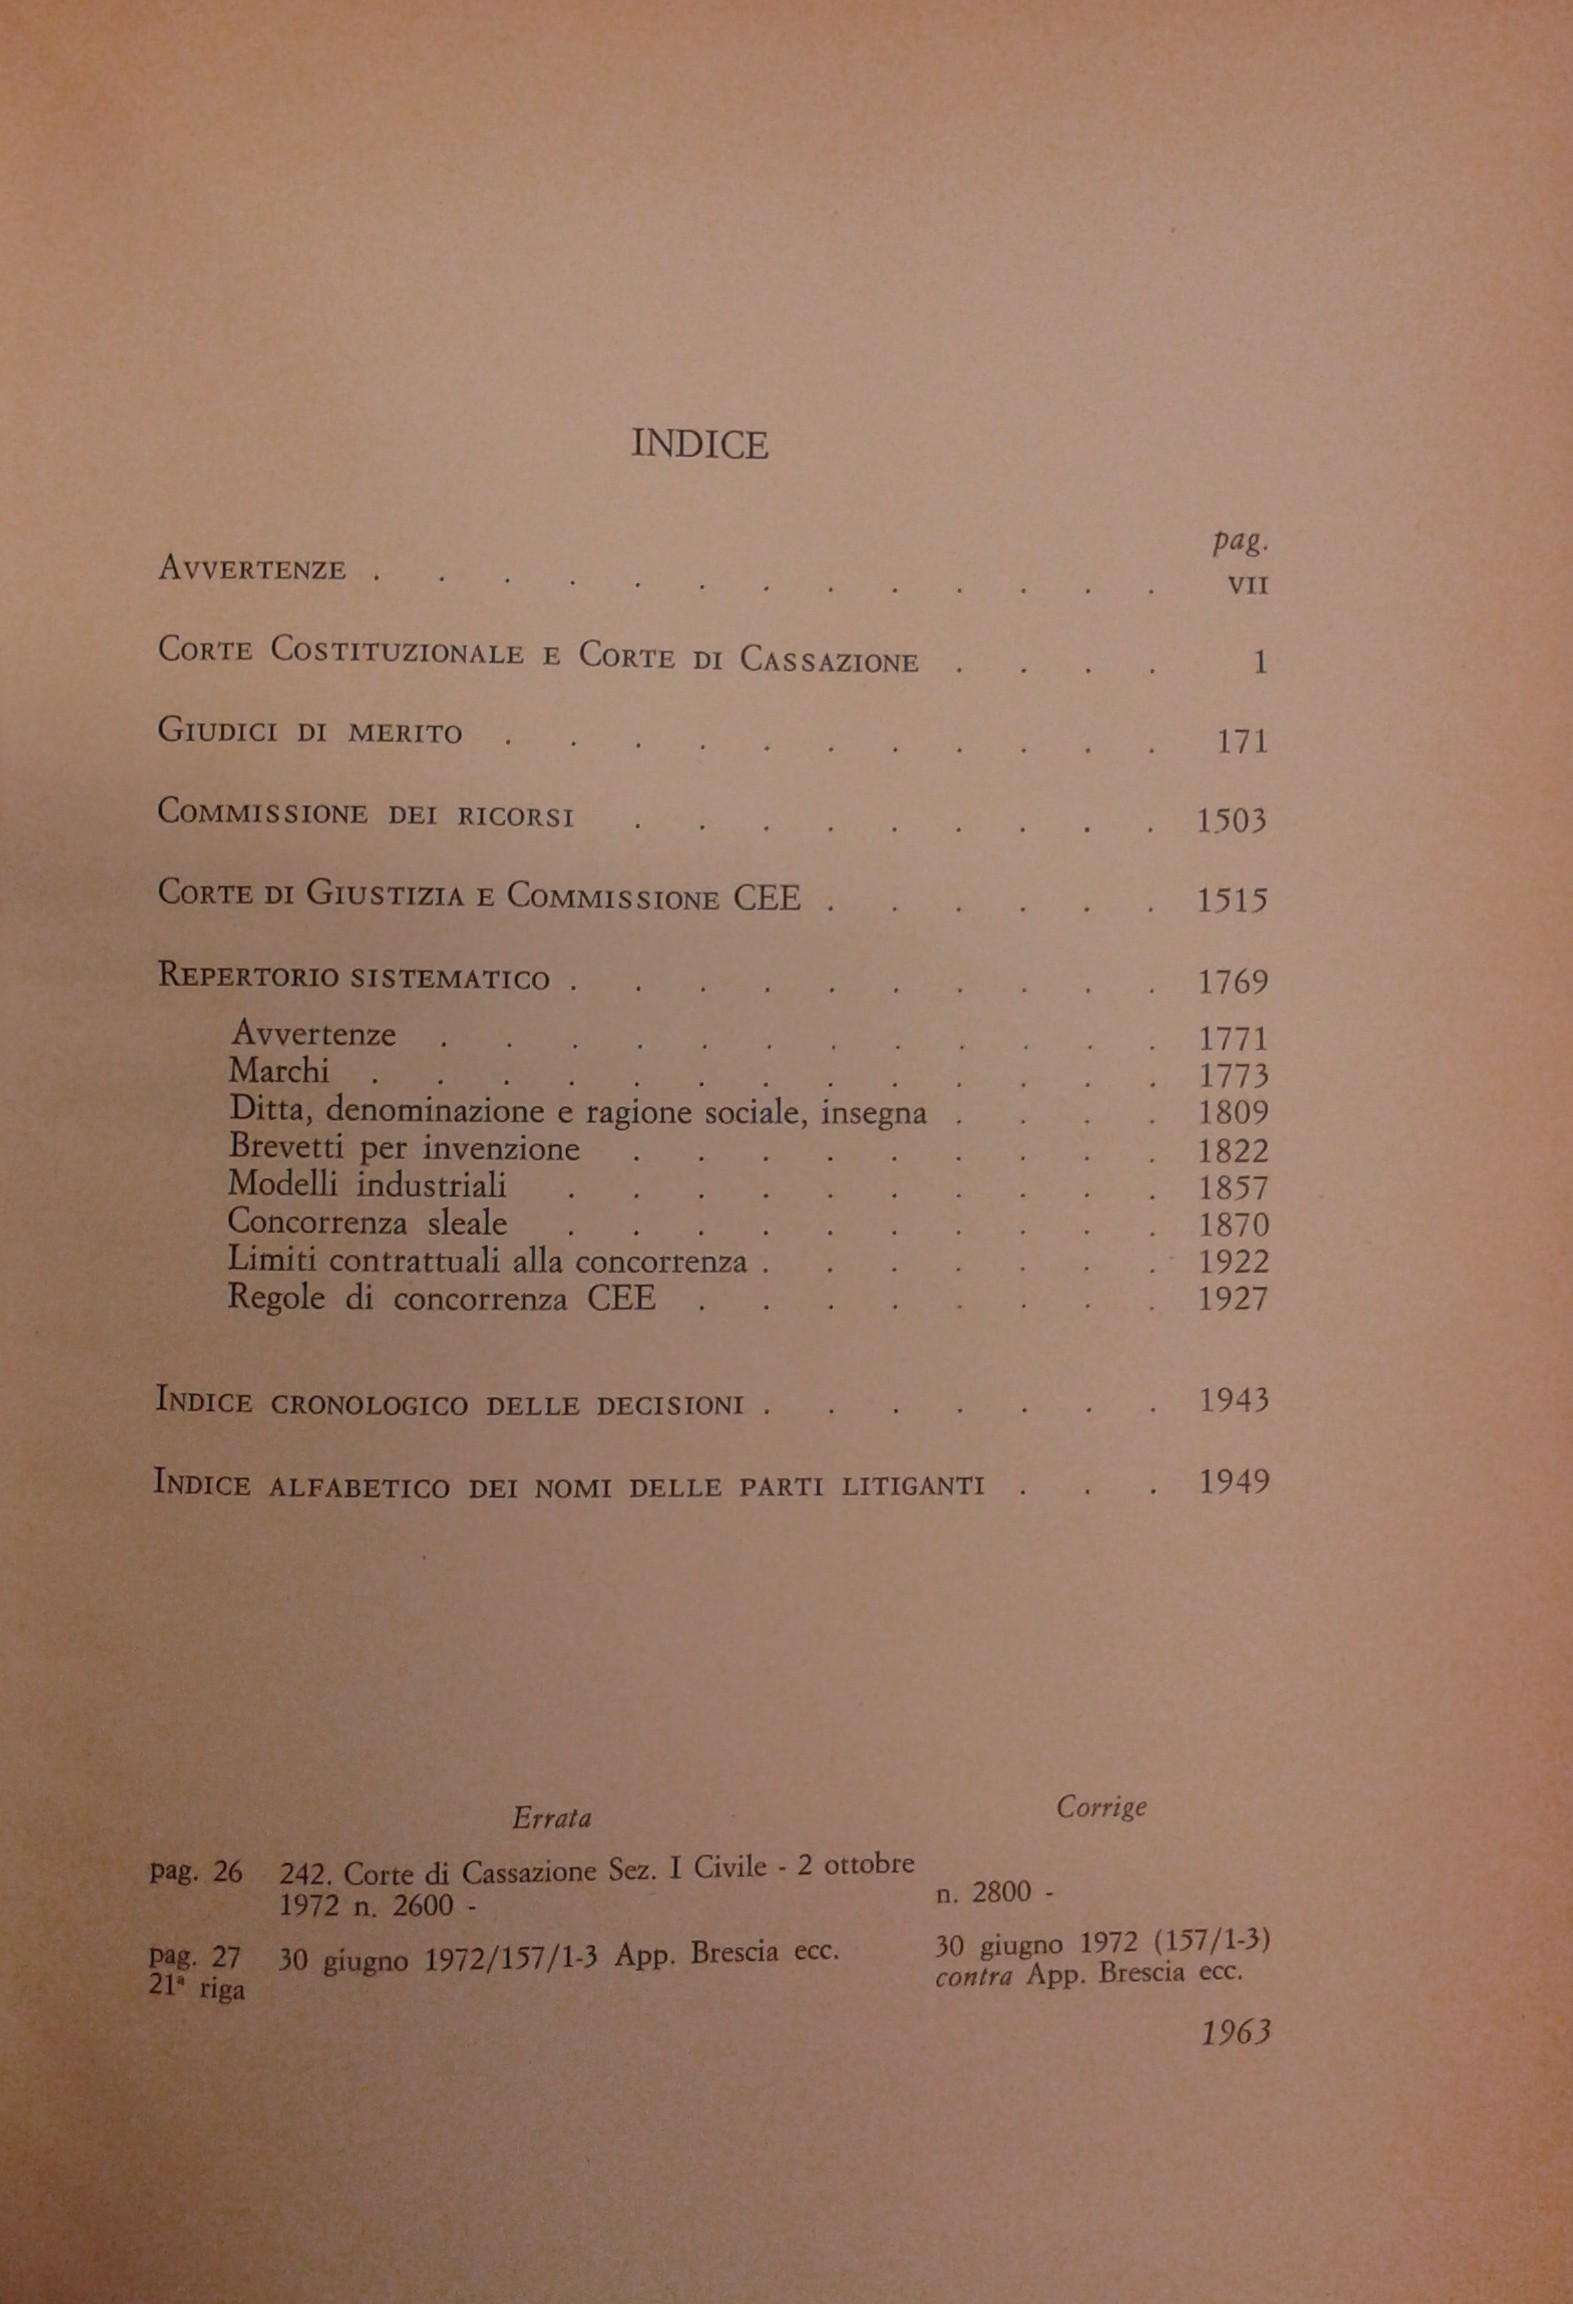 INDICE
pag.
AVVERTENZE . . . . . . . . . . . . . VII
CORTE COSTITUZIONALE E CORTE DI CASSAZIONE . . . . 1
GIUDICI DI MERITO . . . . . . . . . . . 171
COMMISSIONE DEI RICORSI . . . . . . . . . 1503
CORTE DI GIUSTIZIA E COMMISSIONE CEE . . . . . . 1515
REPERTORIO SISTEMATICO . . . . . . . . . . 1769
Avvertenze . . . . . . . . . . . . 1771
Marchi . . . . . . . . . . . . . 1773
Ditta, denominazione e ragione sociale, insegna . . . . 1809
Brevetti per invenzione . . . . . . . . . 1822
Modelli industriali . . . . . . . . . . 1857
Concorrenza sleale . . . . . . . . . . 1870
Limiti contrattuali alla concorrenza . . . . . . . 1922
Regole di concorrenza CEE . . . . . . . . 1927
INDICE CRONOLOGICO DELLE DECISIONI . . . . . . . 1943
INDICE ALFABETICO DEI NOMI DELLE PARTI LITIGANTI . . . 1949
Errata Corrige
pag. 26 242. Corte di Cassazione Sez. I Civile - 2 ottobre
1972 n. 2600 - n. 2800 -
pag. 27 30 giugno 1972/157/1-3 App. Brescia ecc. 30 giugno 1972 (157/1-3)
21ª riga contra App. Brescia ecc.
1963